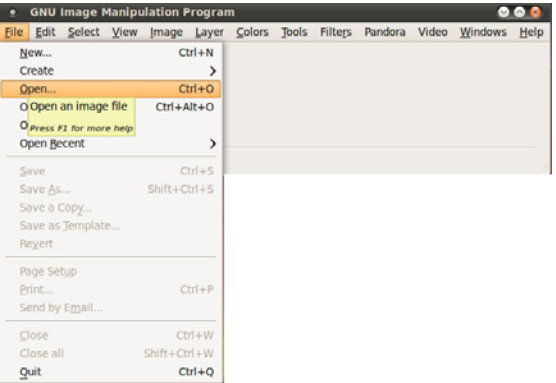 GNU Image Manipulation Program
File Edit Select View Image Layer Colors Tools Filters Pandora Video Windows Help
New... Ctrl+N
Create
Open... Ctrl+O
O Open an image file Ctrl+Alt+O
O Press F1 for more help
Open Recent
Save Ctrl+S
Save As... Shift+Ctrl+S
Save a Copy...
Save as Template...
Revert
Page Setup
Print... Ctrl+P
Send by Email...
Close Ctrl+W
Close all Shift+Ctrl+W
Quit Ctrl+Q